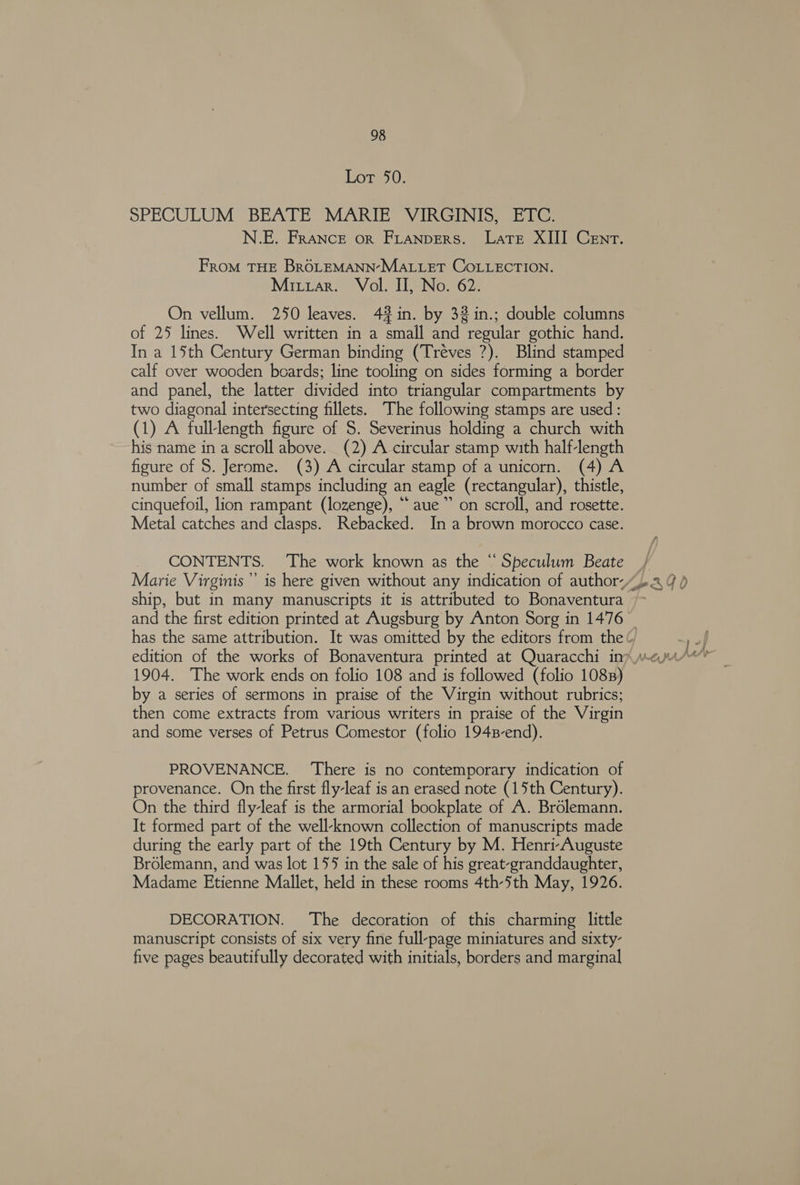 98
Lot 50.
SPECULUM BEATE MARIE VIRGINIS, ETC.
N.E. France or Flanders. Late XIII Cent.
From the Brölemann-Mallet Collection.
Millar. Vol. II, No. 62.
On vellum. 250 leaves. 4¾ in. by 3⅜ in.; double columns
of 25 lines. Well written in a small and regular gothic hand.
In a 15th Century German binding (Trèves ?). Blind stamped
calf over wooden boards; line tooling on sides forming a border
and panel, the latter divided into triangular compartments by
two diagonal intersecting fillets. The following stamps are used:
(1) A full-length figure of S. Severinus holding a church with
his name in a scroll above. (2) A circular stamp with half-length
figure of S. Jerome. (3) A circular stamp of a unicorn. (4) A
number of small stamps including an eagle (rectangular), thistle,
cinquefoil, lion rampant (lozenge), “aue” on scroll, and rosette.
Metal catches and clasps. Rebacked. In a brown morocco case.
CONTENTS. The work known as the “Speculum Beate
Marie Virginis” is here given without any indication of author-
ship, but in many manuscripts it is attributed to Bonaventura
and the first edition printed at Augsburg by Anton Sorg in 1476
has the same attribution. It was omitted by the editors from the
edition of the works of Bonaventura printed at Quaracchi in
1904. The work ends on folio 108 and is followed (folio 108B)
by a series of sermons in praise of the Virgin without rubrics;
then come extracts from various writers in praise of the Virgin
and some verses of Petrus Comestor (folio 194B-end).
PROVENANCE. There is no contemporary indication of
provenance. On the first fly-leaf is an erased note (15th Century).
On the third fly-leaf is the armorial bookplate of A. Brölemann.
It formed part of the well-known collection of manuscripts made
during the early part of the 19th Century by M. Henri-Auguste
Brölemann, and was lot 155 in the sale of his great-granddaughter,
Madame Etienne Mallet, held in these rooms 4th-5th May, 1926.
DECORATION. The decoration of this charming little
manuscript consists of six very fine full-page miniatures and sixty-
five pages beautifully decorated with initials, borders and marginal